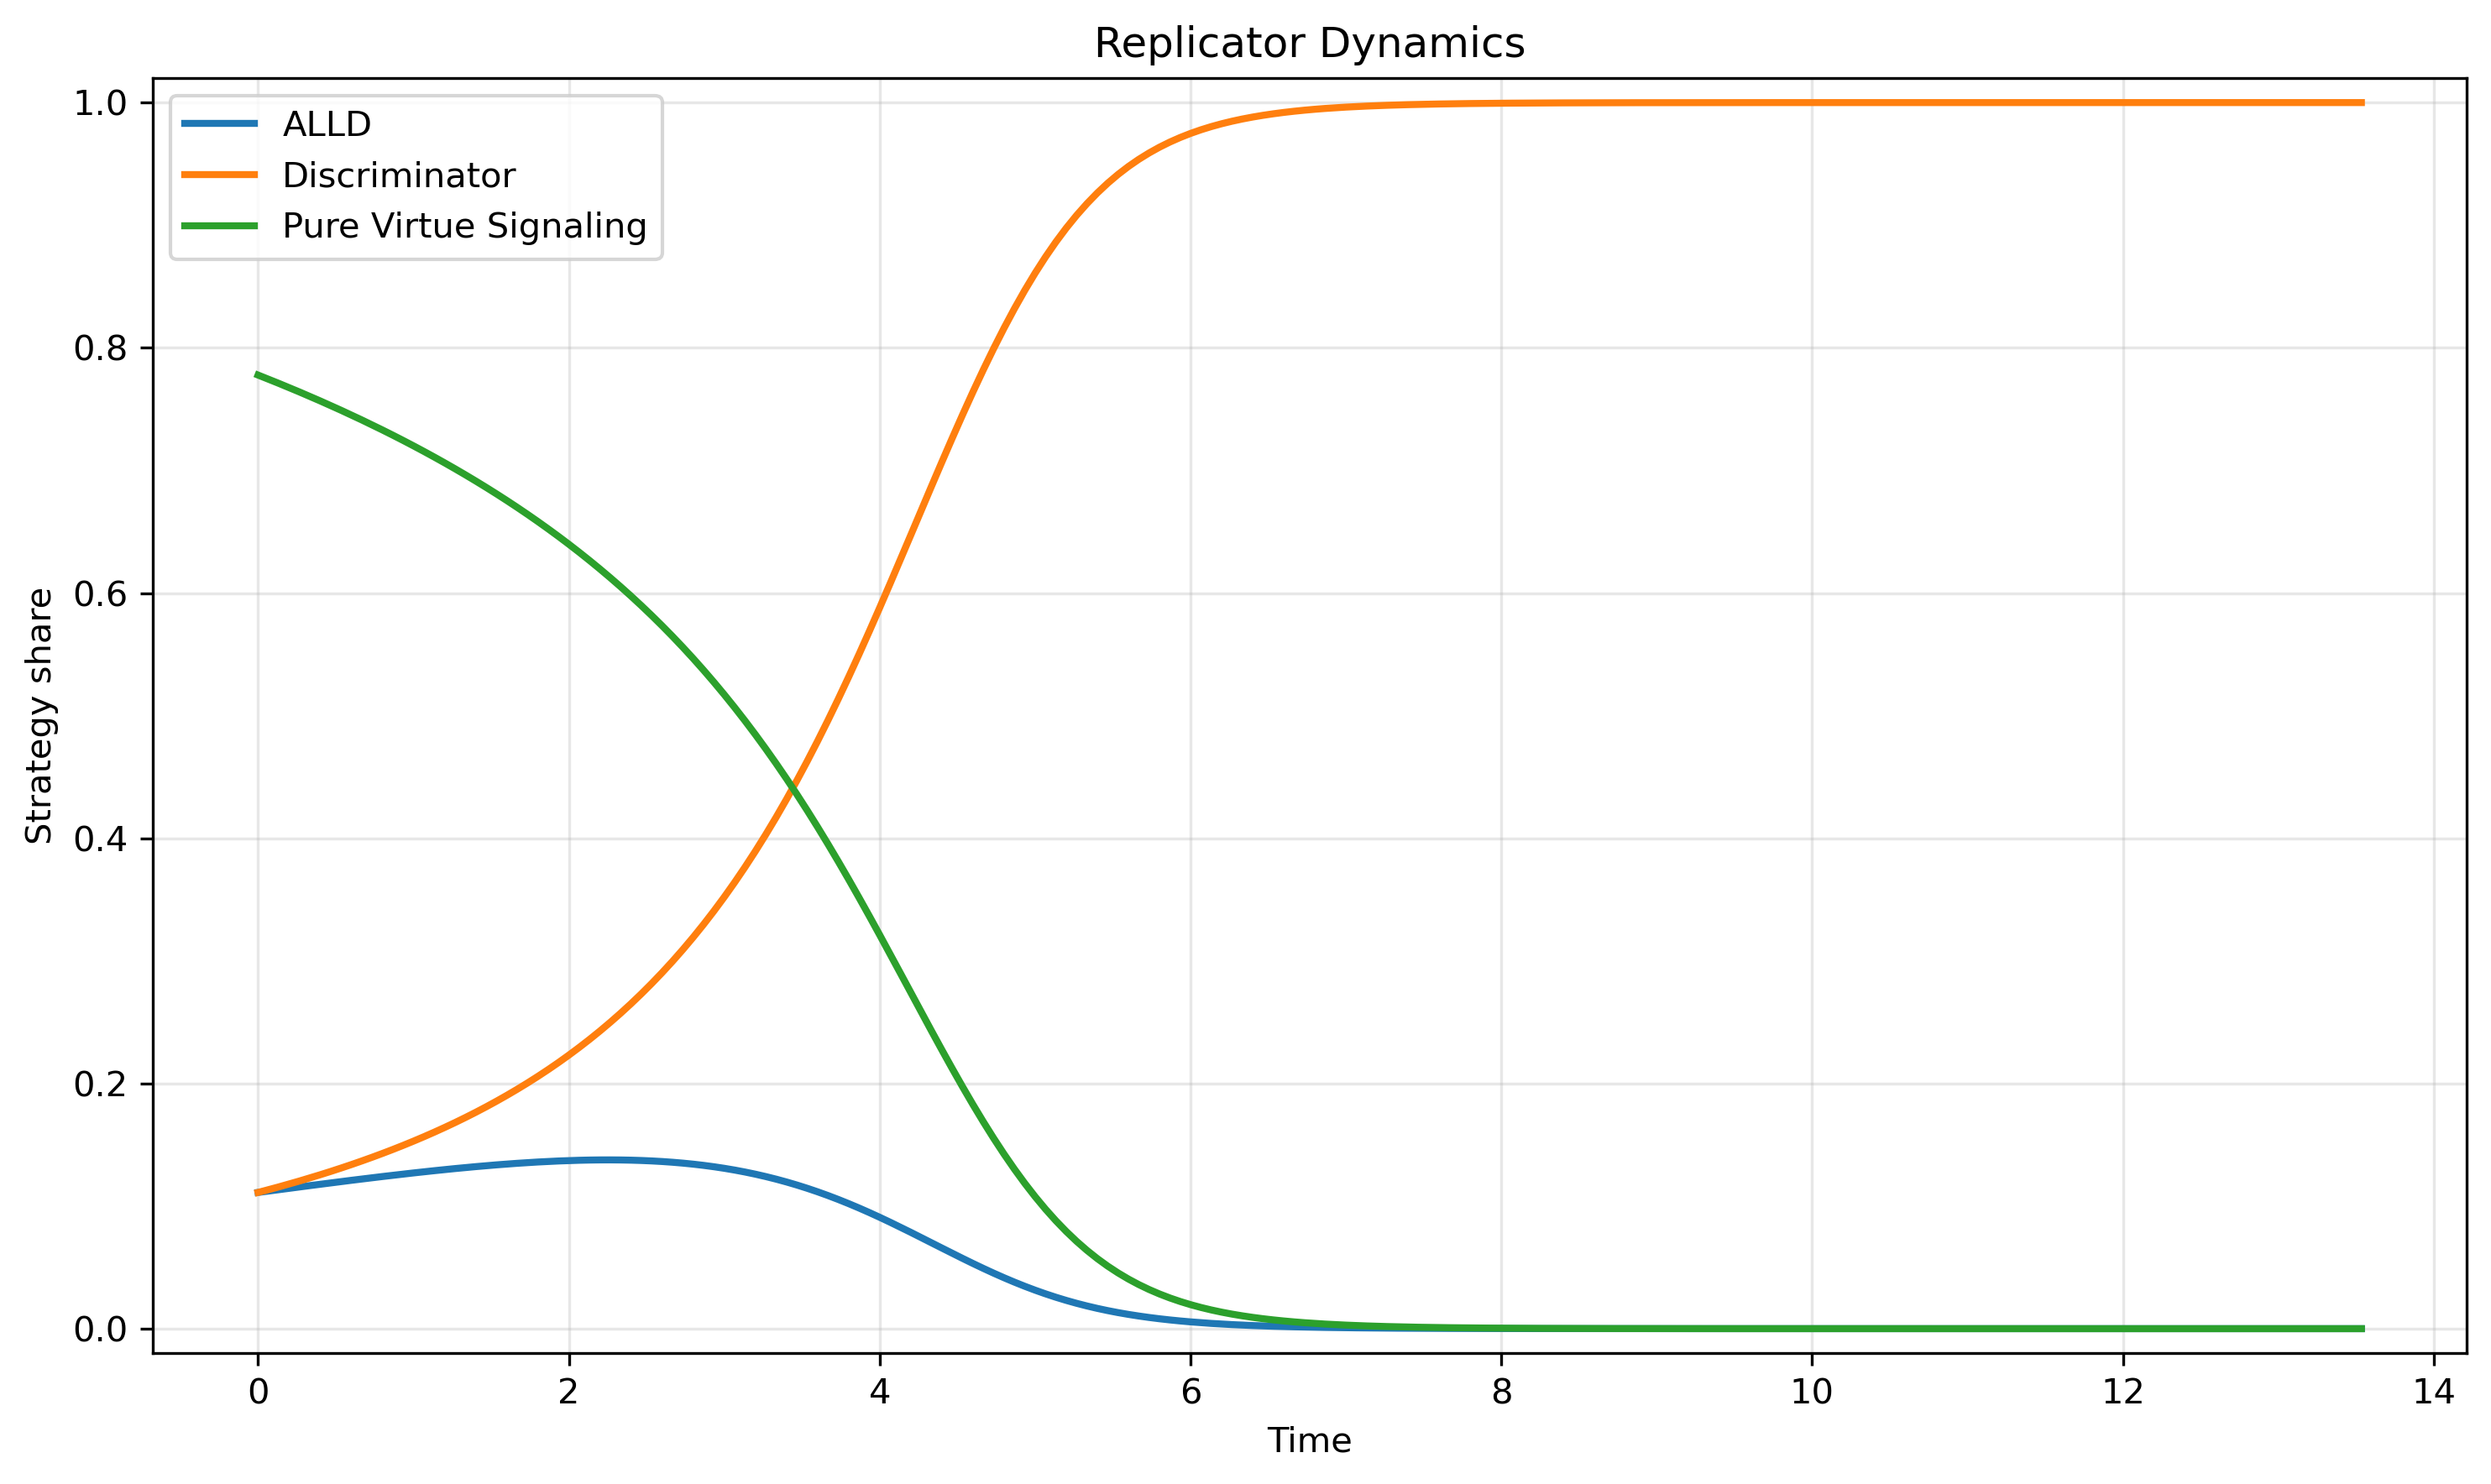 Replicator Dynamics
ALLD
Discriminator
Pure Virtue Signaling
1.0
0.8
0.6
0.4
0.2
0.0
Strategy share
0 2 4 6 8 10 12 14
Time